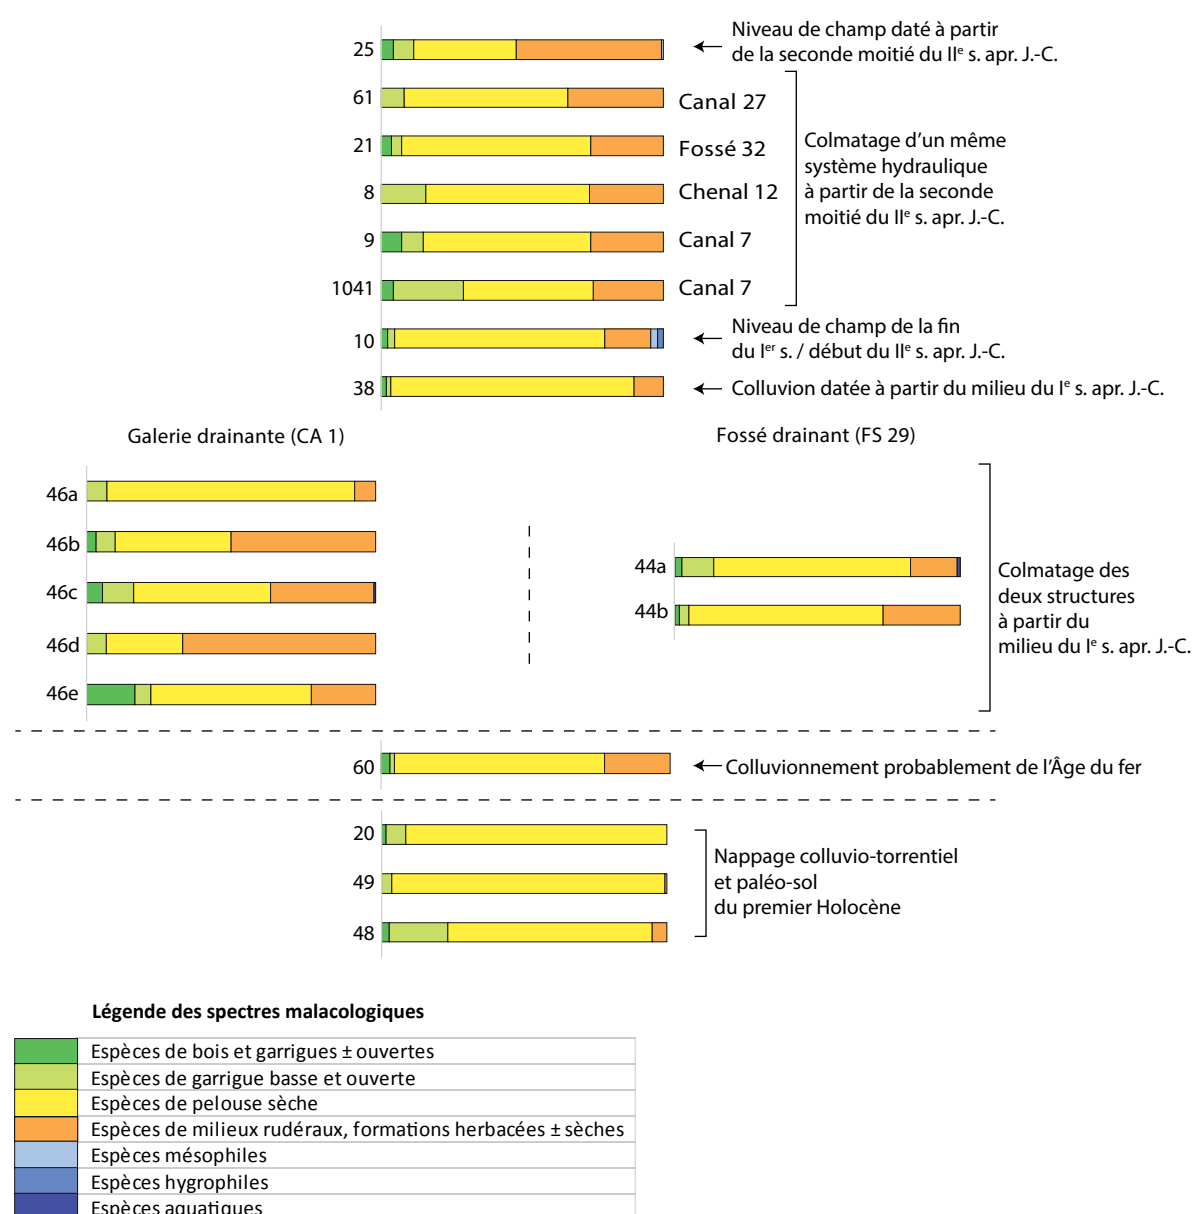 25
Niveau de champ daté à partir
de la seconde moitié du IIe s. apr. J.-C.
61
Canal 27
21
Fossé 32
8
Chenal 12
9
Canal 7
1041
Canal 7
Colmatage d’un même
système hydraulique
à partir de la seconde
moitié du IIe s. apr. J.-C.
10
Niveau de champ de la fin
du Ier s. / début du IIe s. apr. J.-C.
38
Colluvion datée à partir du milieu du Ie s. apr. J.-C.
Galerie drainante (CA 1)
46a
46b
46c
46d
46e
Fossé drainant (FS 29)
44a
44b
Colmatage des
deux structures
à partir du
milieu du Ie s. apr. J.-C.
60
Colluvionnement probablement de l’Âge du fer
20
49
48
Nappage colluvio-torrentiel
et paléo-sol
du premier Holocène
Légende des spectres malacologiques
Espèces de bois et garrigues ± ouvertes
Espèces de garrigue basse et ouverte
Espèces de pelouse sèche
Espèces de milieux rudéraux, formations herbacées ± sèches
Espèces mésophiles
Espèces hygrophiles
Espèces aquatiques